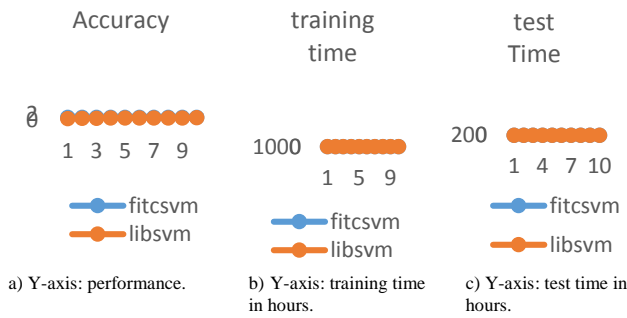 Accuracy
2
0
1 3 5 7 9
fitcsvm
libsvm
a) Y-axis: performance.
training
time
1000
0
1 5 9
fitcsvm
libsvm
b) Y-axis: training time
in hours.
test
Time
200
0
1 4 7 10
fitcsvm
libsvm
c) Y-axis: test time in
hours.